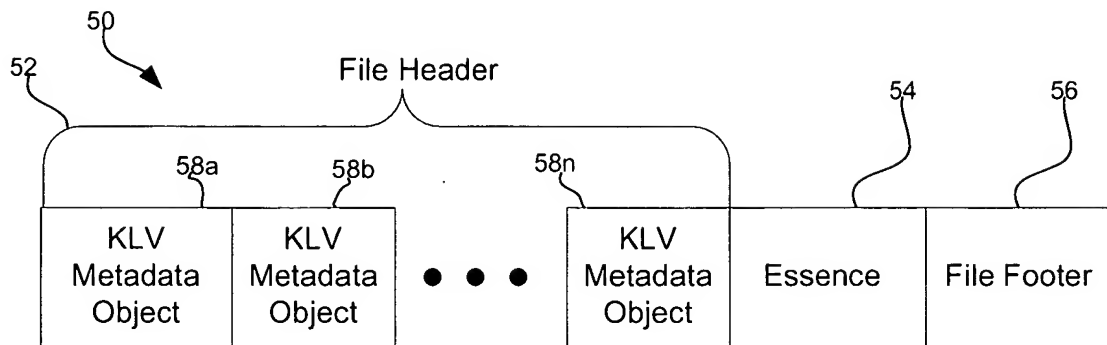 50
52
File Header
54
56
58a
58b
58n
KLV
Metadata
Object
KLV
Metadata
Object
KLV
Metadata
Object
Essence
File Footer